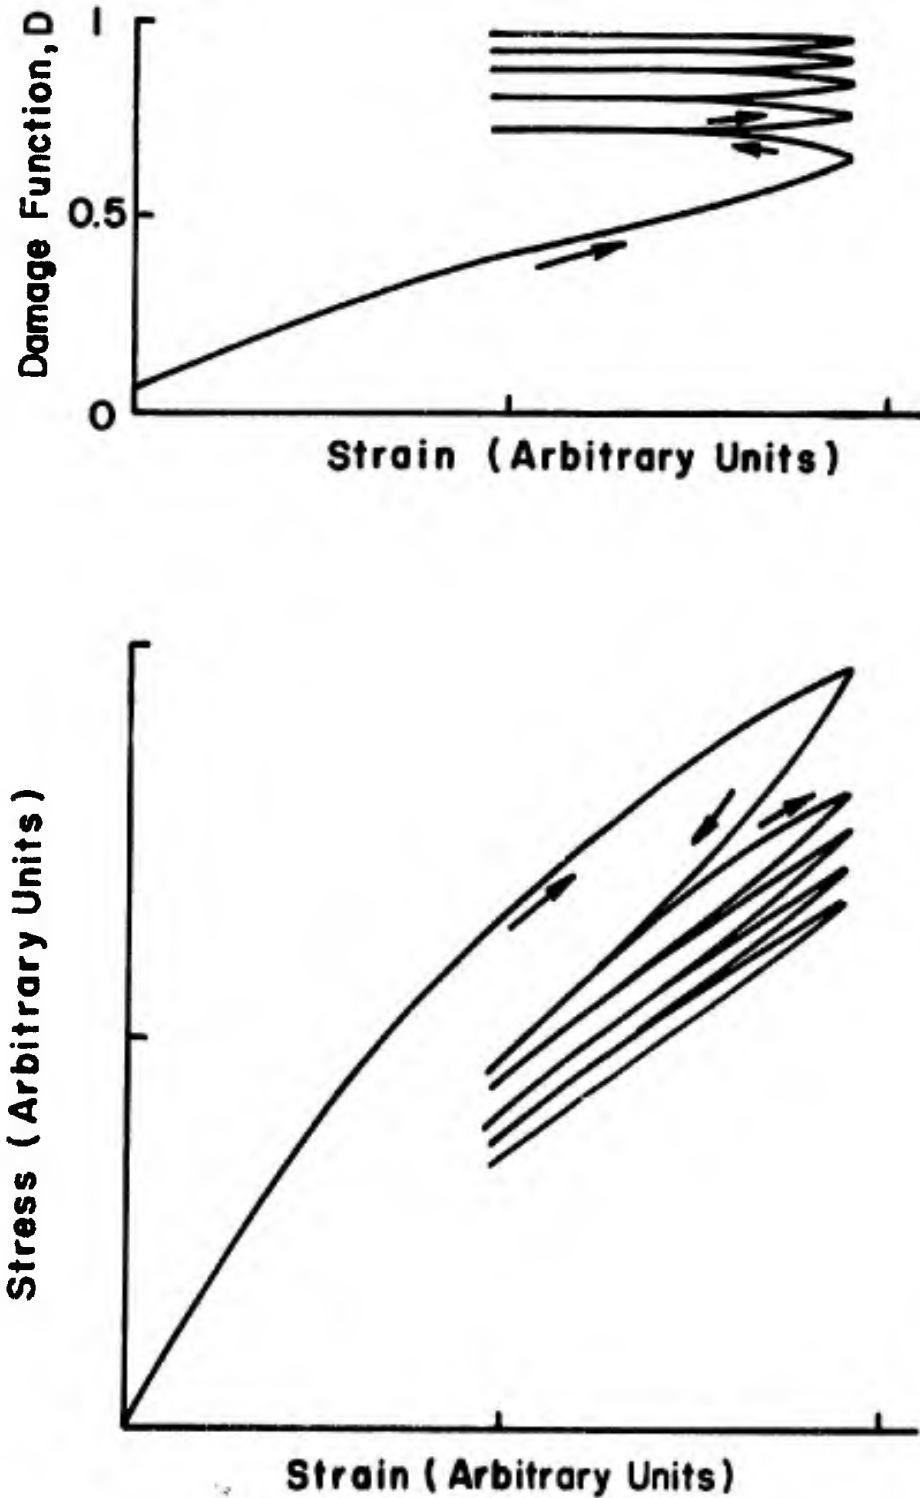 Damage Function, D
1
0.5
0
Strain (Arbitrary Units)
Stress (Arbitrary Units)
Strain (Arbitrary Units)